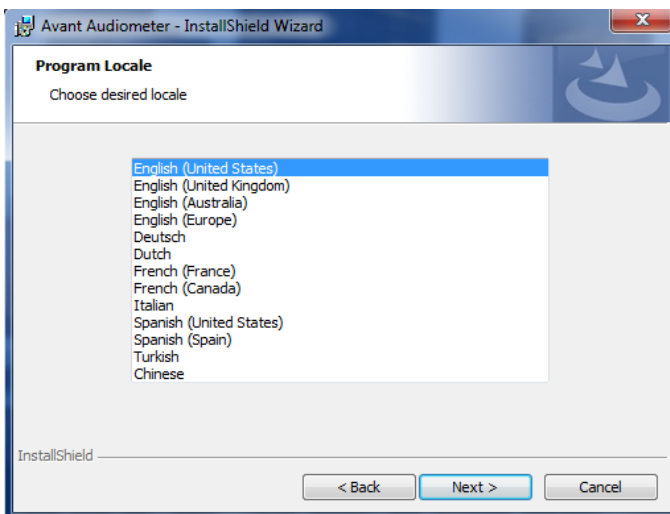 Avant Audiometer - InstallShield Wizard
Program Locale
Choose desired locale
English (United States)
English (United Kingdom)
English (Australia)
English (Europe)
Deutsch
Dutch
French (France)
French (Canada)
Italian
Spanish (United States)
Spanish (Spain)
Turkish
Chinese
InstallShield
< Back Next > Cancel